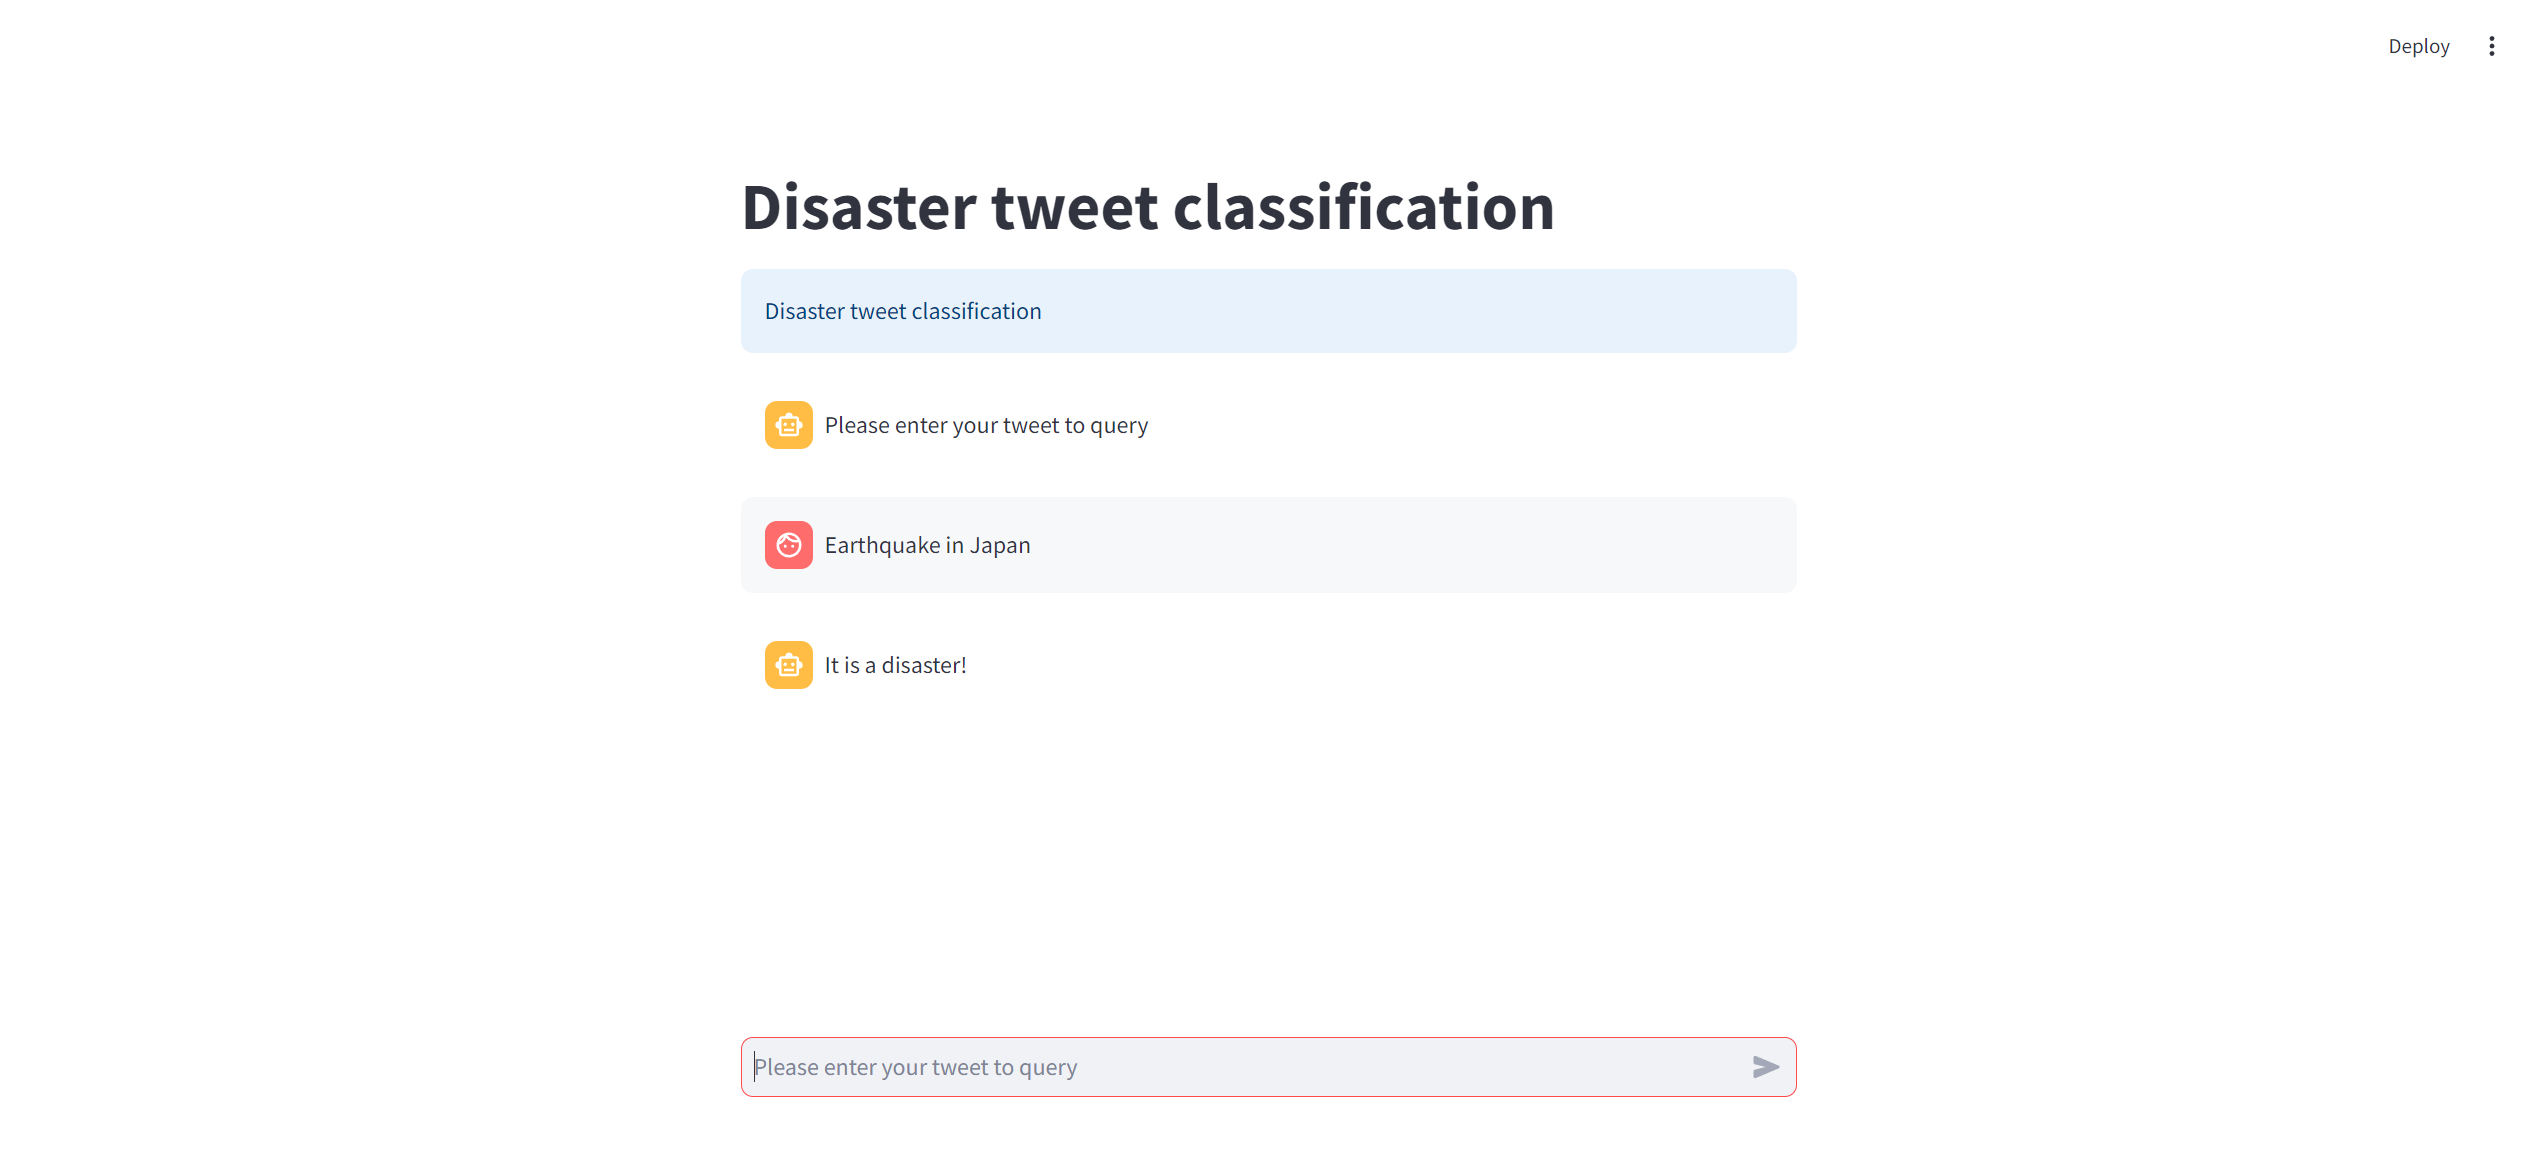 Deploy
Disaster tweet classification
Disaster tweet classification
Please enter your tweet to query
Earthquake in Japan
It is a disaster!
Please enter your tweet to query